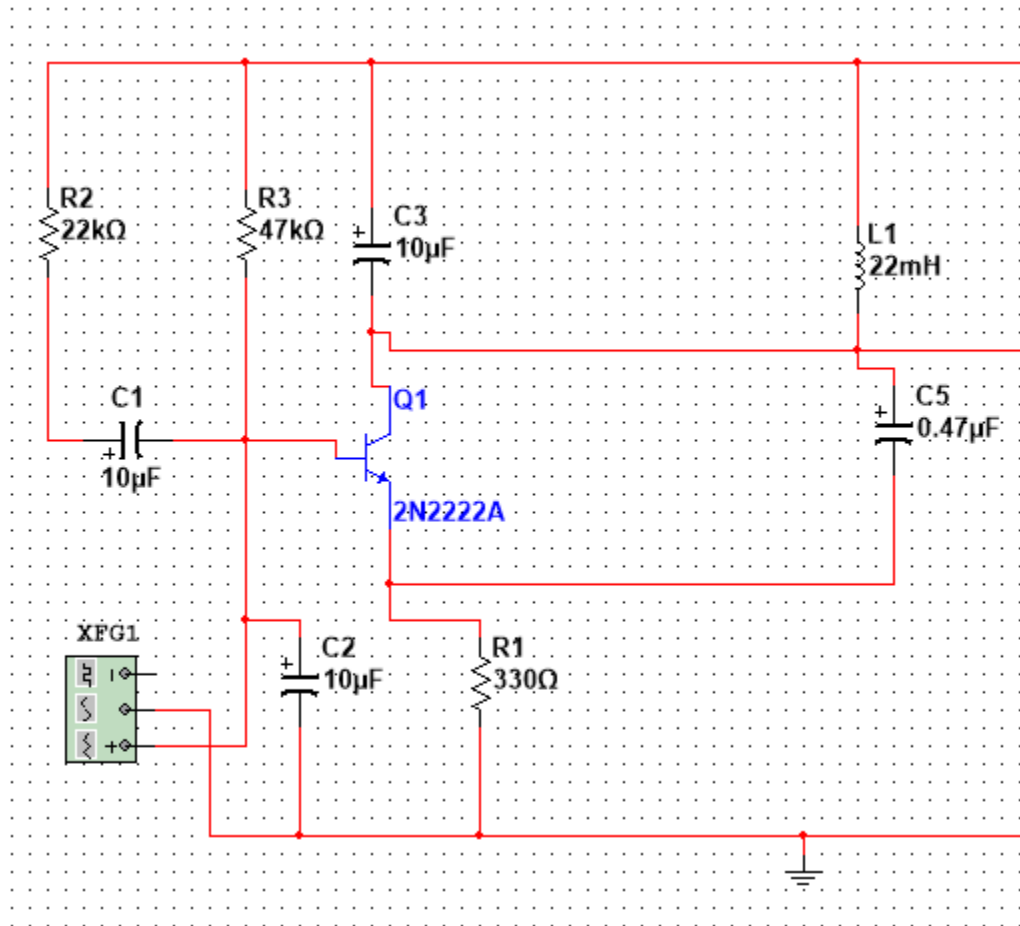 R2
22kΩ
R3
47kΩ
C3
+
10µF
L1
22mH
C1
+
10µF
Q1
2N2222A
C5
+
0.47µF
XFG1
+
C2
+
10µF
R1
330Ω